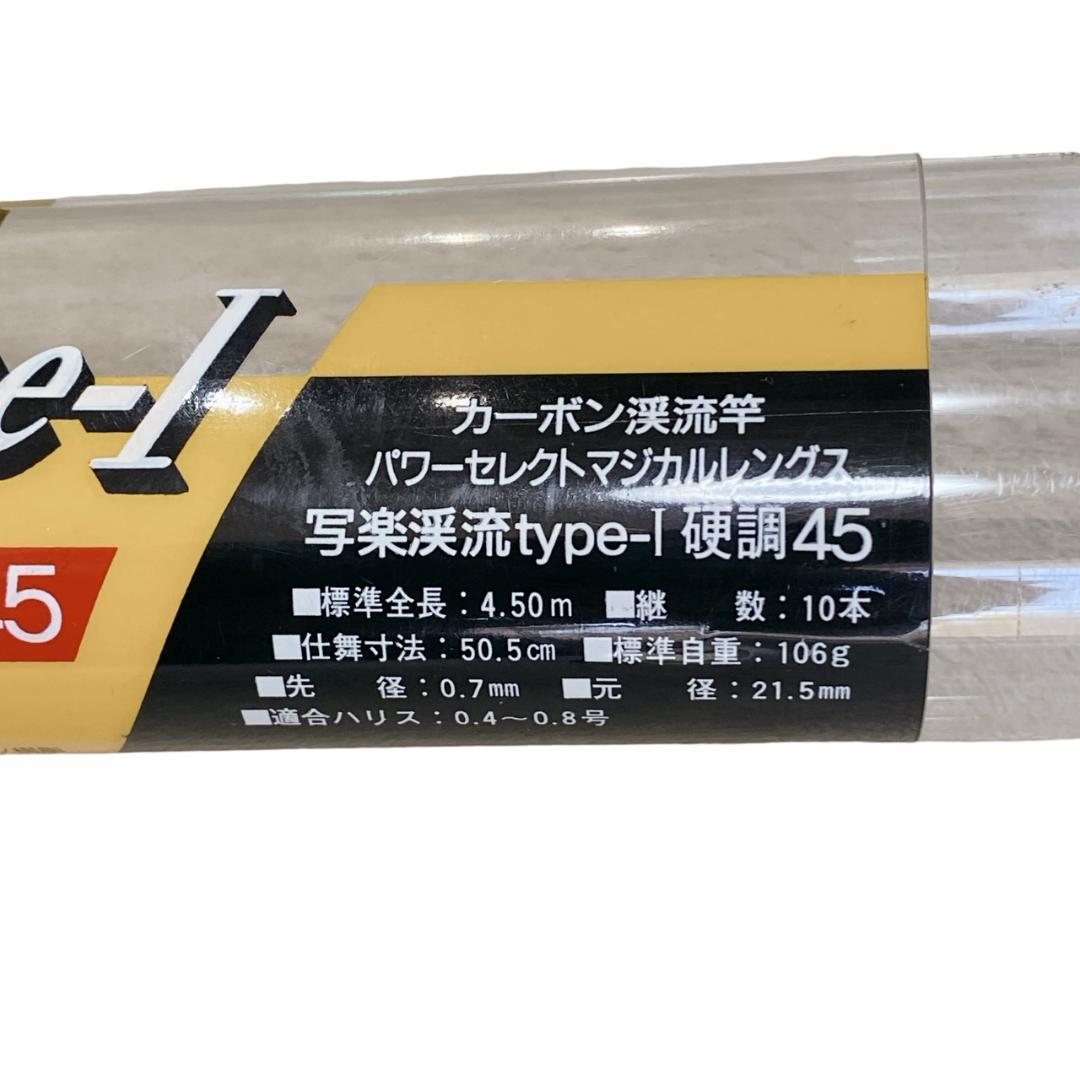 e-I
45
カーボン渓流竿
パワーセレクトマジカルレングス
写楽渓流type-I 硬調45
■標準全長：4.50m ■継　数：10本
■仕舞寸法：50.5cm ■標準自重：106g
■先　径：0.7mm ■元　径：21.5mm
■適合ハリス：0.4～0.8号